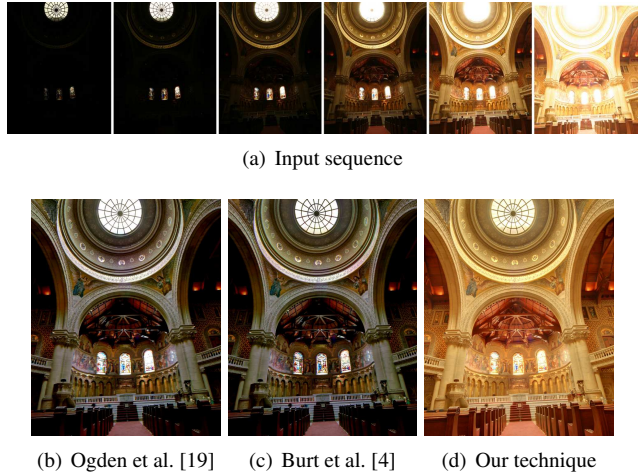 (a) Input sequence
(b) Ogden et al. [19] (c) Burt et al. [4] (d) Our technique